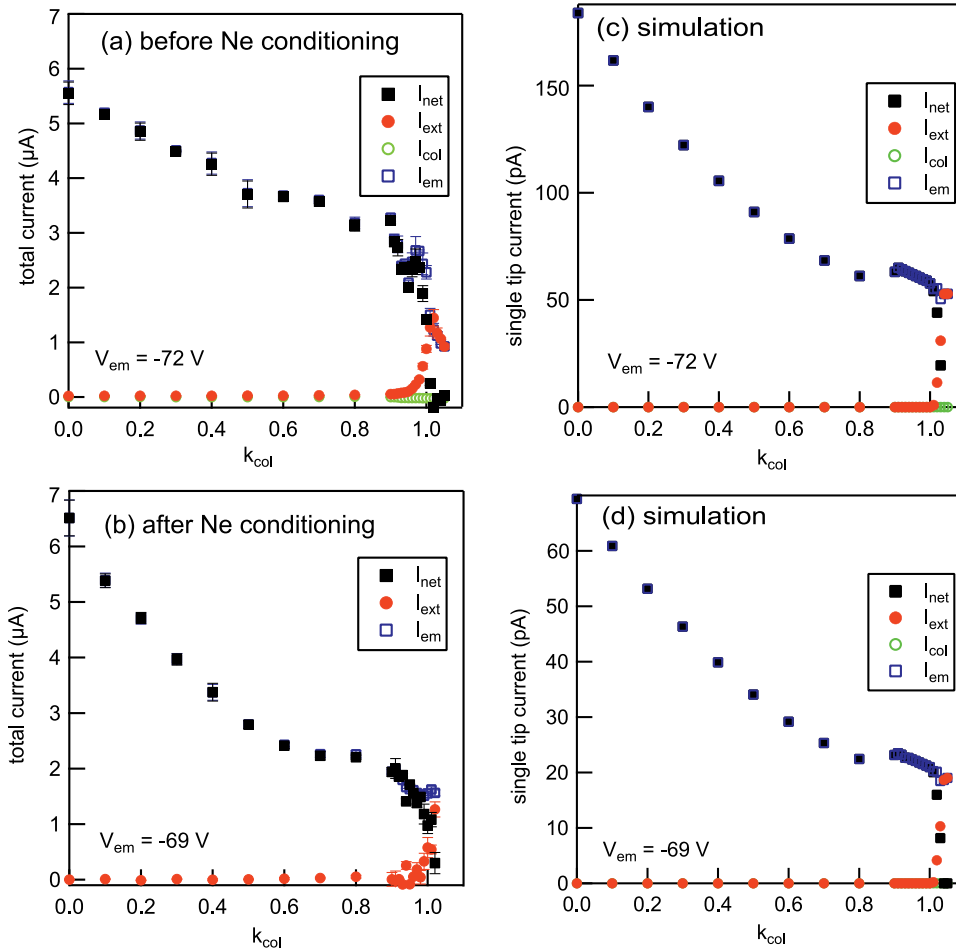 (a) before Ne conditioning
I_net
I_ext
I_col
I_em
V_em = -72 V
total current (µA)
7
6
5
4
3
2
1
0
0.0 0.2 0.4 0.6 0.8 1.0
k_col
(c) simulation
I_net
I_ext
I_col
I_em
V_em = -72 V
single tip current (pA)
150
100
50
0
0.0 0.2 0.4 0.6 0.8 1.0
k_col
(b) after Ne conditioning
I_net
I_ext
I_em
V_em = -69 V
total current (µA)
7
6
5
4
3
2
1
0
0.0 0.2 0.4 0.6 0.8 1.0
k_col
(d) simulation
I_net
I_ext
I_col
I_em
V_em = -69 V
single tip current (pA)
60
50
40
30
20
10
0
0.0 0.2 0.4 0.6 0.8 1.0
k_col